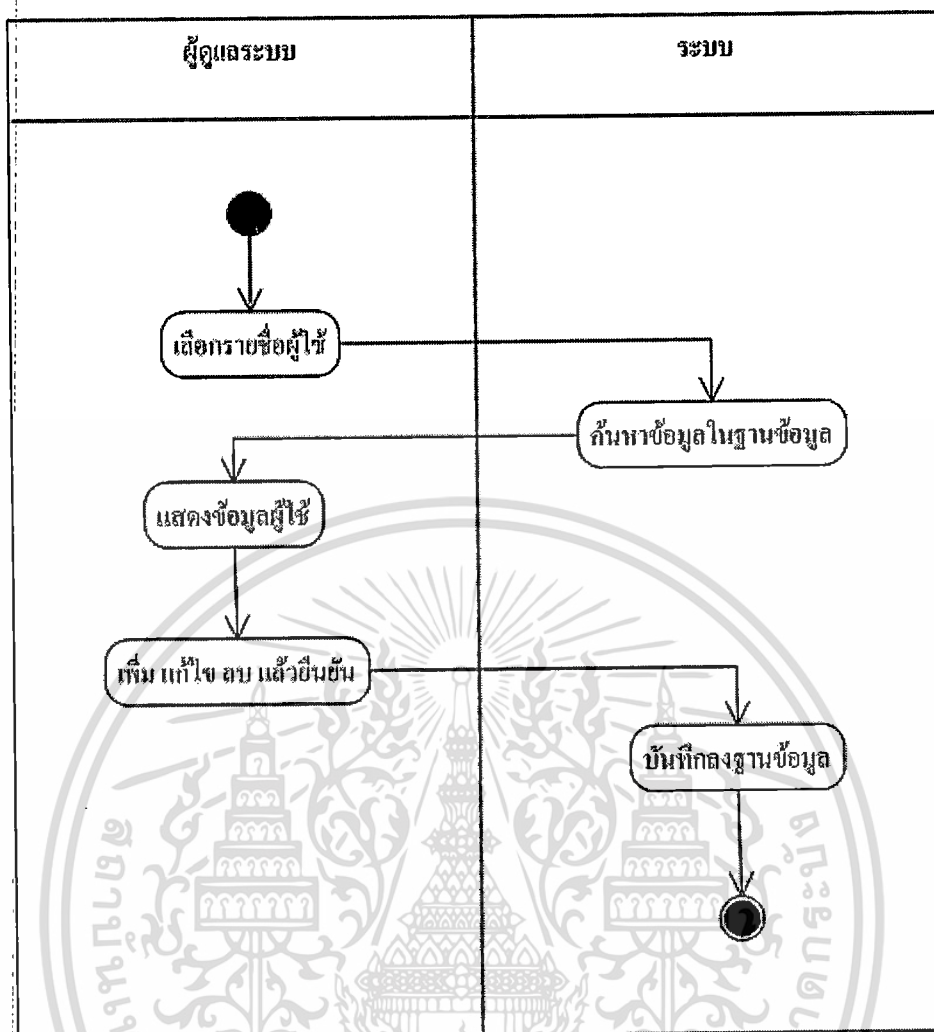 ผู้ดูแลระบบ
ระบบ
เลือกรายชื่อผู้ใช้
ค้นหาข้อมูลในฐานข้อมูล
แสดงข้อมูลผู้ใช้
เพิ่ม แก้ไข ลบ แล้วยืนยัน
บันทึกลงฐานข้อมูล